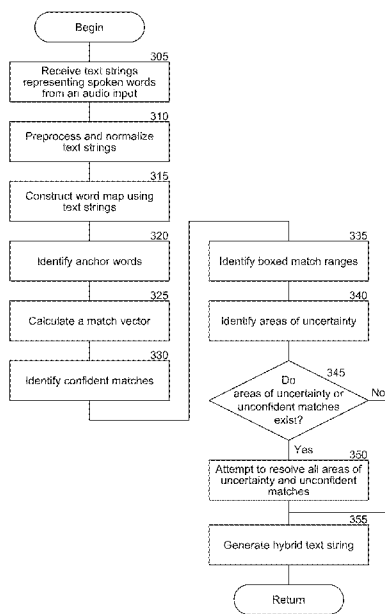 Begin
305
Receive text strings
representing spoken words
from an audio input
310
Preprocess and normalize
text strings
315
Construct word map using
text strings
320
Identify anchor words
325
Calculate a match vector
330
Identify confident matches
335
Identify boxed match ranges
340
Identify areas of uncertainty
345
Do
areas of uncertainty or
unconfident matches
exist?
No
Yes
350
Attempt to resolve all areas of
uncertainty and unconfident
matches
355
Generate hybrid text string
Return